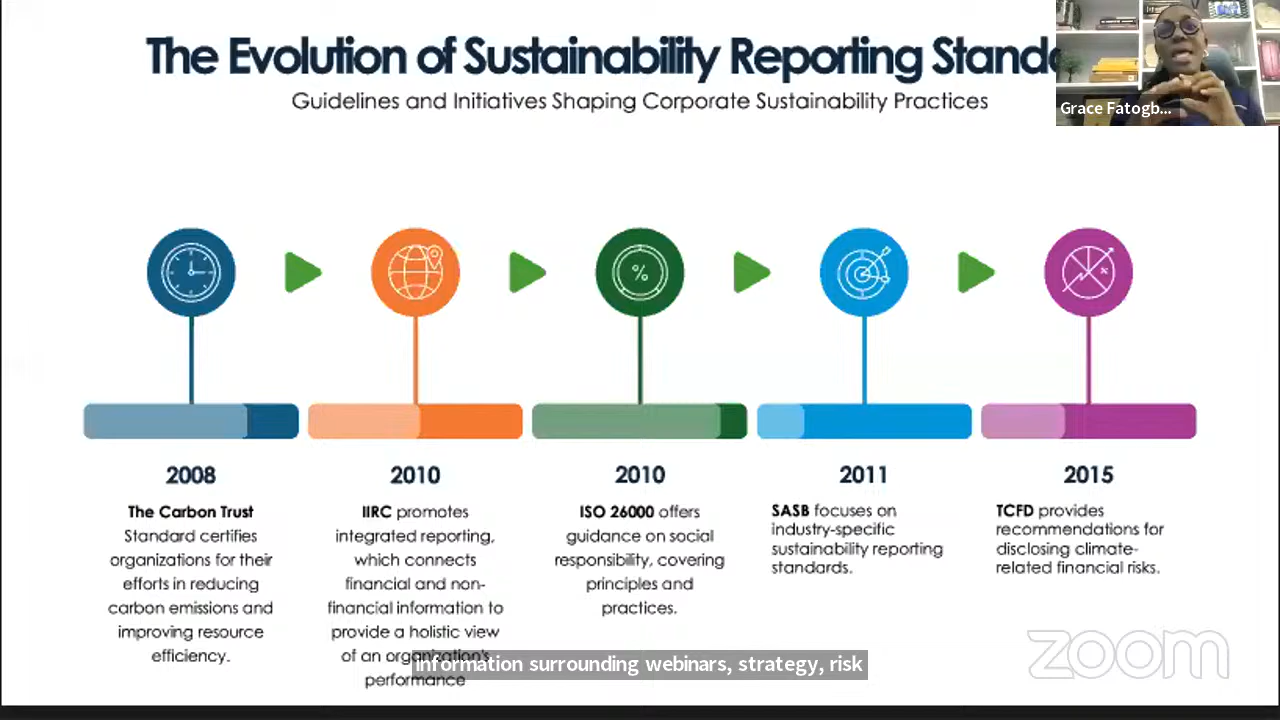 The Evolution of Sustainability Reporting
Guidelines and Initiatives Shaping Corporate Sustainability Practices
Grace Fatogb...
%
2008
The Carbon Trust
Standard certifies
organizations for their
efforts in reducing
carbon emissions and
improving resource
efficiency.
2010
IIRC promotes
integrated reporting,
which connects
financial and non-
financial information to
provide a holistic view
of an organization's
performance
2010
ISO 26000 offers
guidance on social
responsibility, covering
principles and
practices.
2011
SASB focuses on
industry-specific
sustainability reporting
standards.
2015
TCFD provides
recommendations for
disclosing climate-
related financial risks.
information surrounding webinars, strategy, risk
zoom